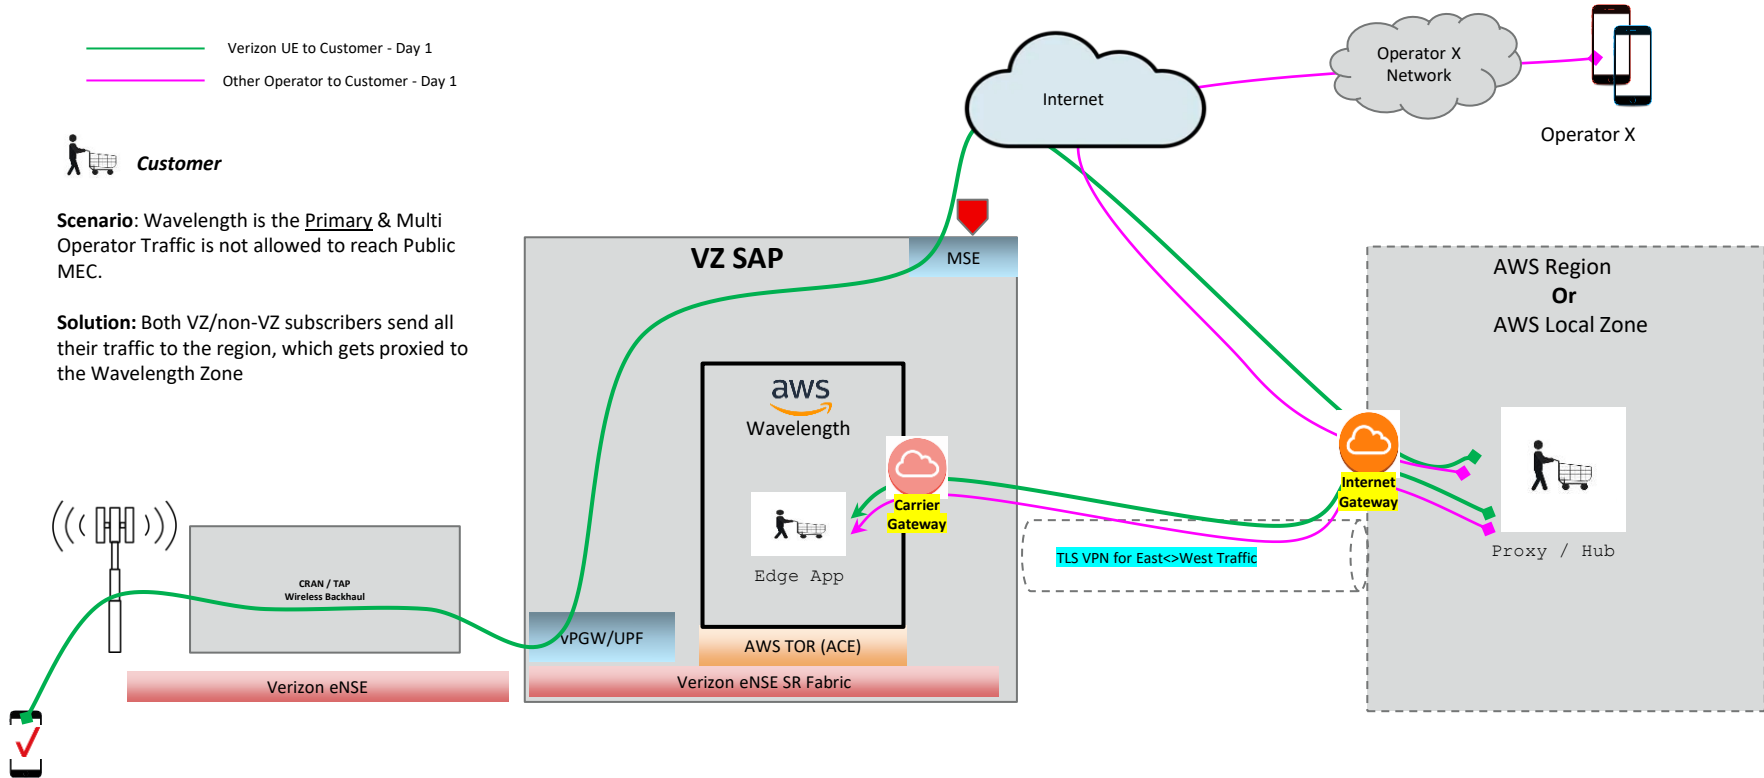 Verizon UE to Customer - Day 1
Other Operator to Customer - Day 1
Customer
Scenario: Wavelength is the Primary & Multi
Operator Traffic is not allowed to reach Public
MEC.
Solution: Both VZ/non-VZ subscribers send all
their traffic to the region, which gets proxied to
the Wavelength Zone
Internet
Operator X
Network
Operator X
VZ SAP
MSE
AWS Region
Or
AWS Local Zone
aws
Wavelength
Carrier
Gateway
Edge App
Internet
Gateway
Proxy / Hub
TLS VPN for East<>West Traffic
CRAN / TAP
Wireless Backhaul
vPGW/UPF
AWS TOR (ACE)
Verizon eNSE
Verizon eNSE SR Fabric